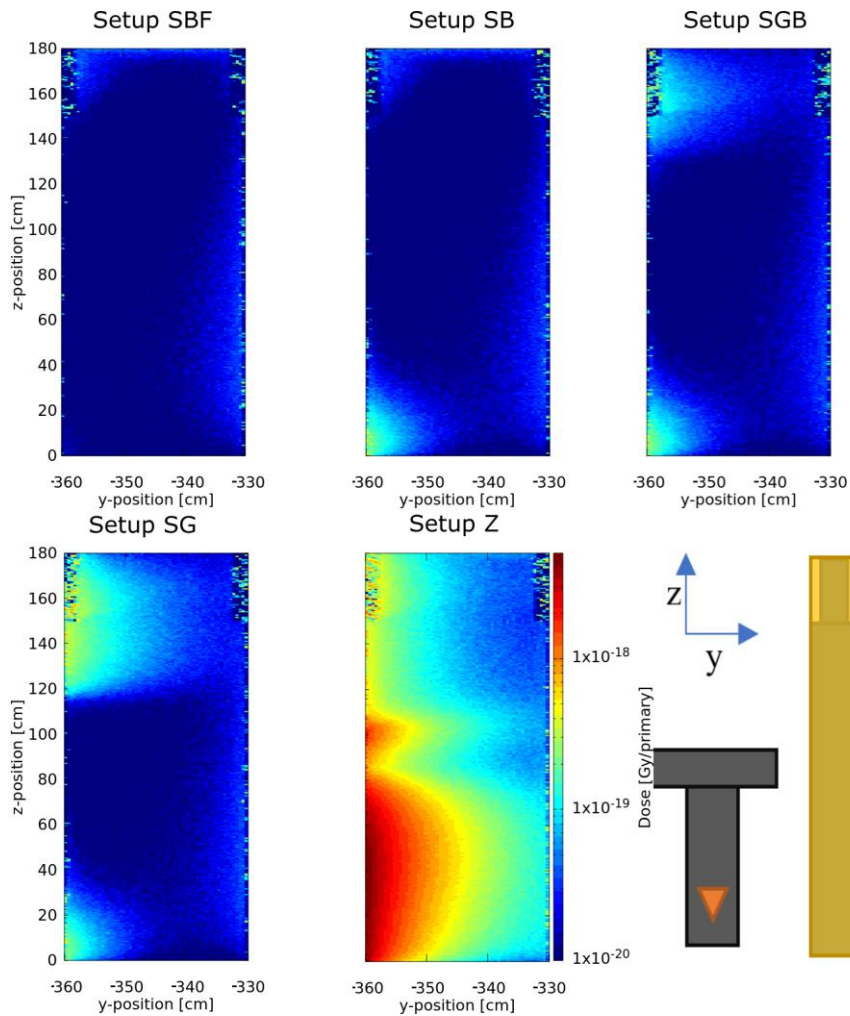 Setup SBF
Setup SB
Setup SGB
180
160
140
120
100
80
60
40
20
0
z-position [cm]
-360 -350 -340 -330
y-position [cm]
-360 -350 -340 -330
y-position [cm]
-360 -350 -340 -330
y-position [cm]
Setup SG
Setup Z
180
160
140
120
100
80
60
40
20
0
z-position [cm]
-360 -350 -340 -330
y-position [cm]
-360 -350 -340 -330
y-position [cm]
1x10-18
1x10-19
1x10-20
Dose [Gy/primary]
z
y